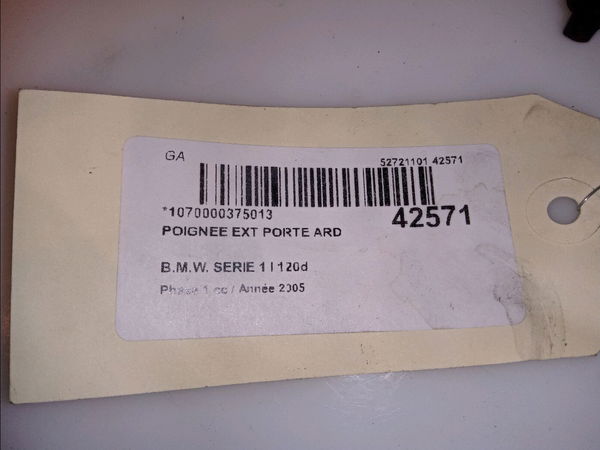 GA
52721101 42571
*1070000375013
42571
POIGNEE EXT PORTE ARD
B.M.W. SERIE 1 I 120d
Phase 1 cc / Année 2005